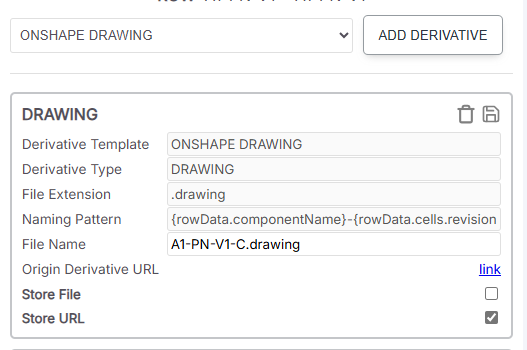 ONSHAPE DRAWING
ADD DERIVATIVE
DRAWING
Derivative Template ONSHAPE DRAWING
Derivative Type DRAWING
File Extension .drawing
Naming Pattern {rowData.componentName}-{rowData.cells.revision
File Name A1-PN-V1-C.drawing
Origin Derivative URL link
Store File
Store URL